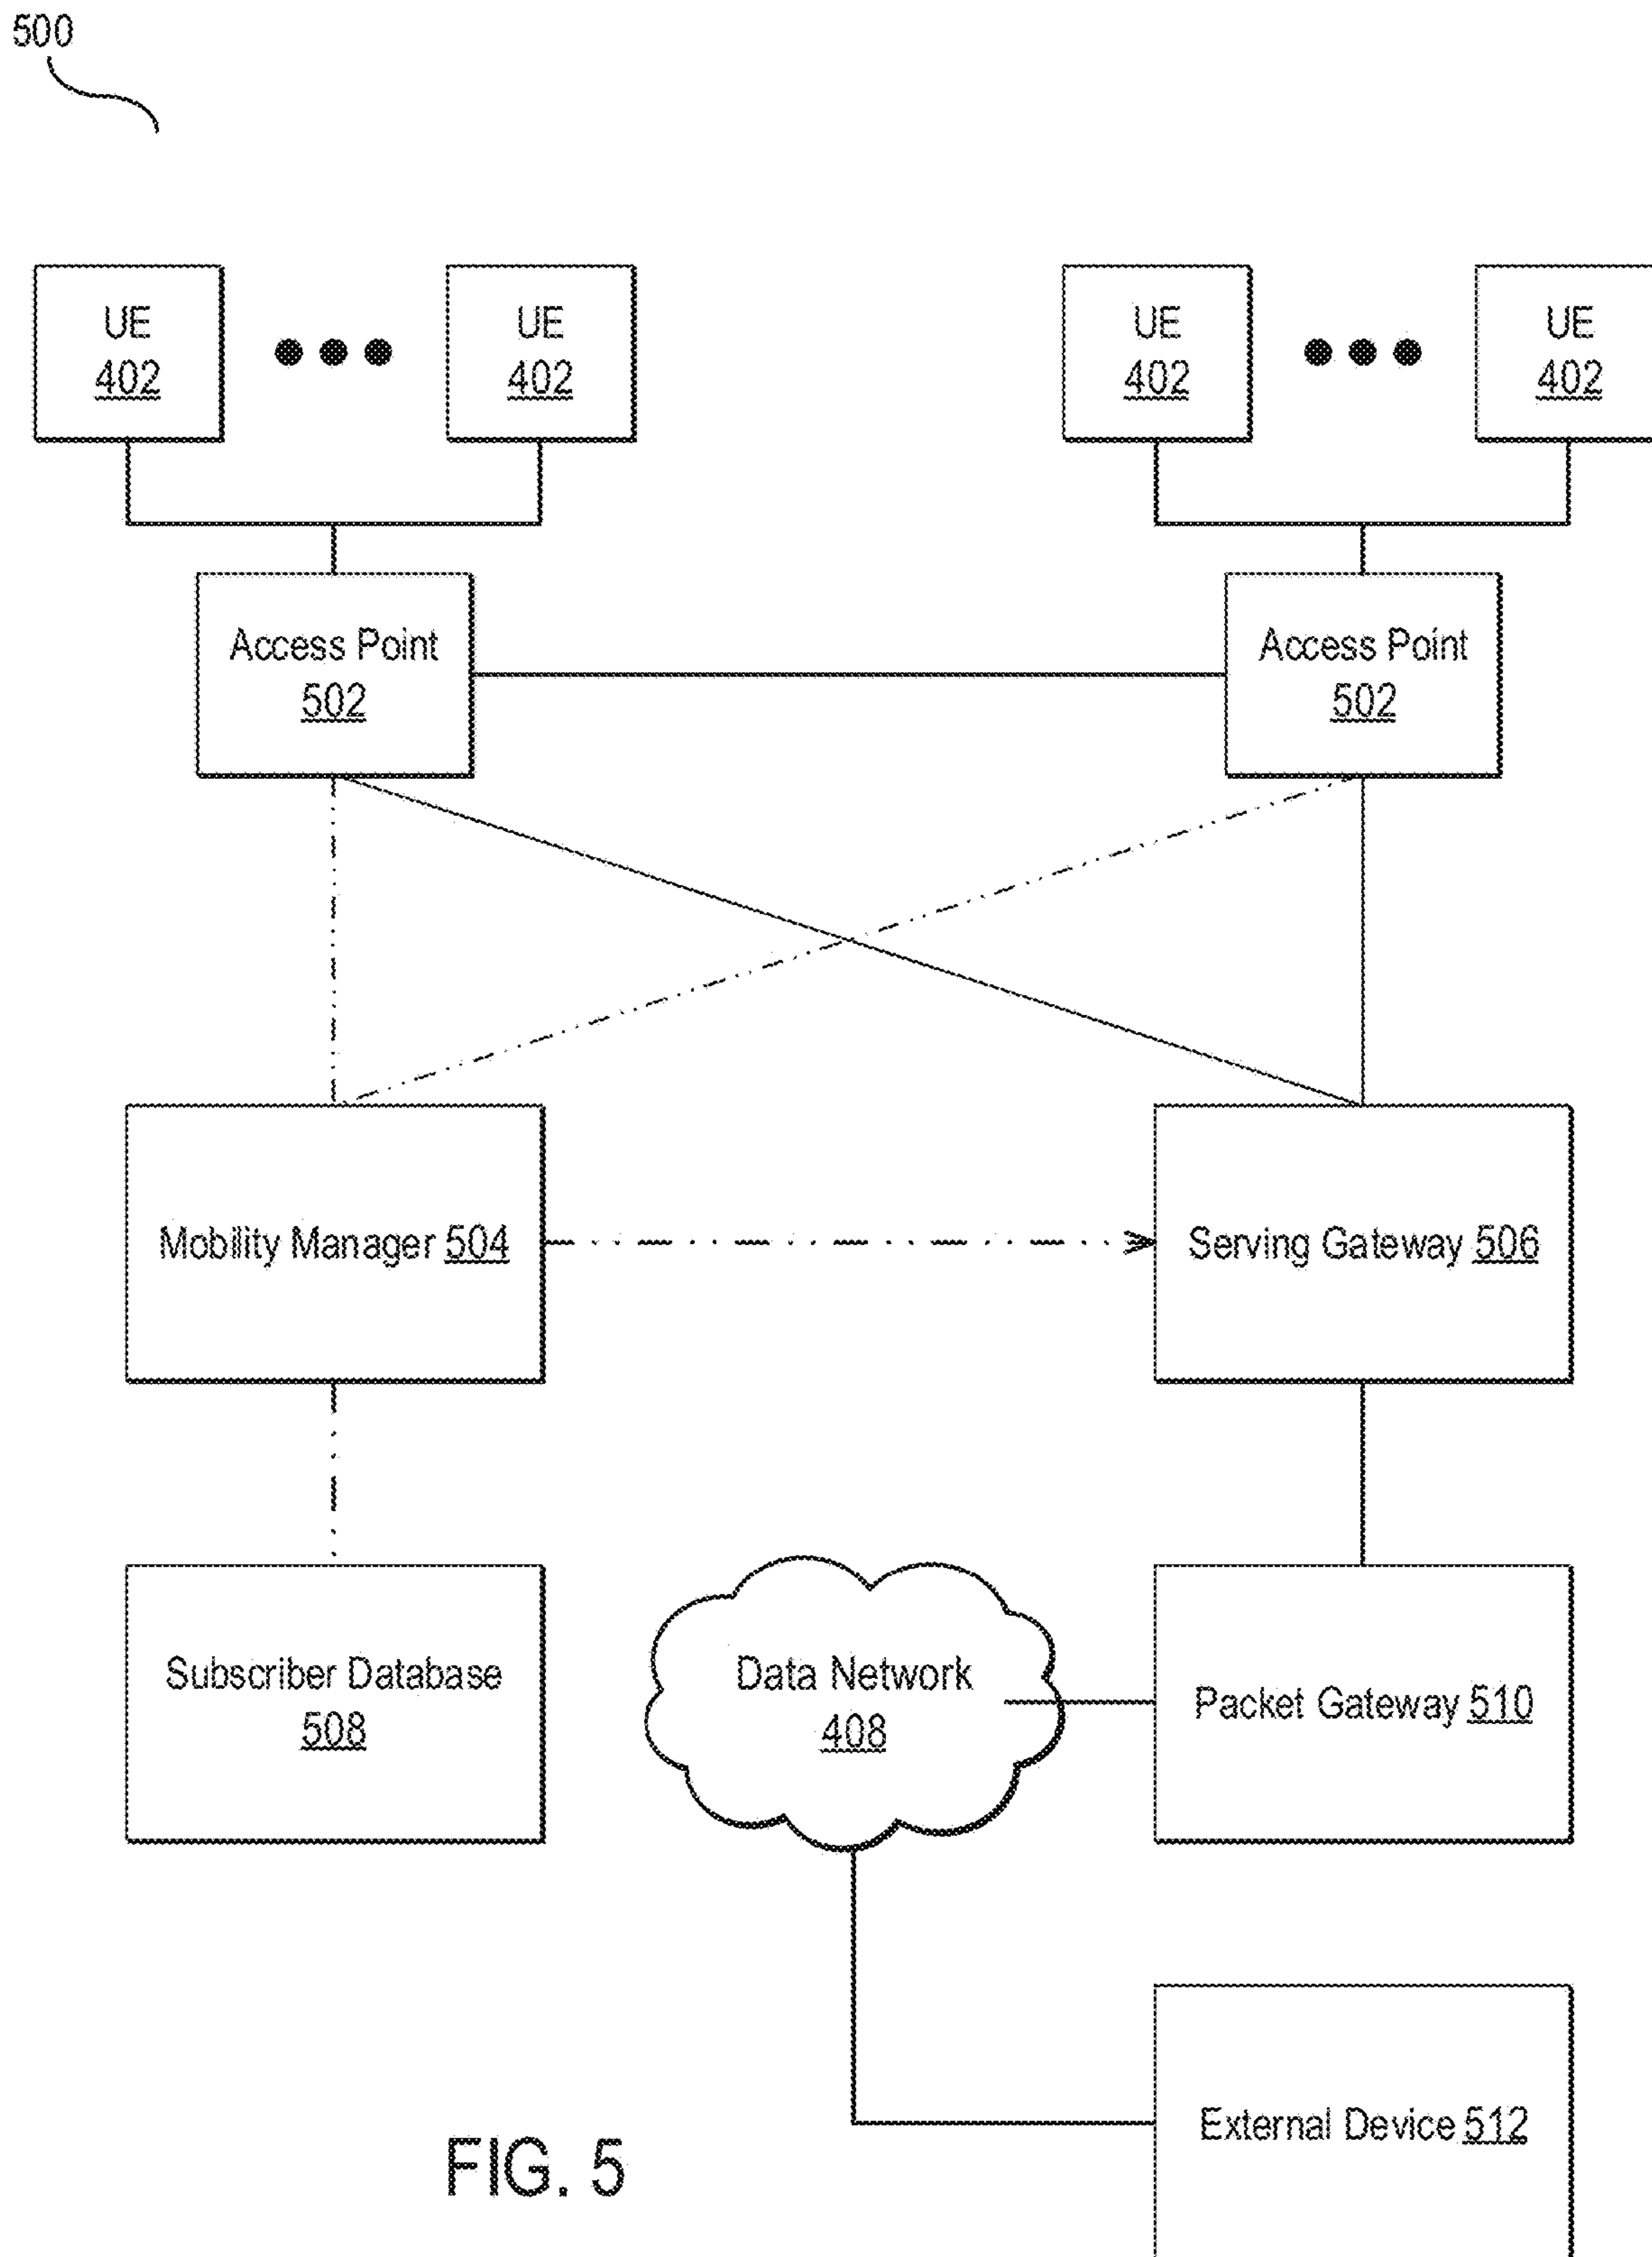 500
UE
402
UE
402
UE
402
UE
402
Access Point
502
Access Point
502
Mobility Manager 504
Serving Gateway 506
Subscriber Database
508
Data Network
408
Packet Gateway 510
External Device 512
FIG. 5